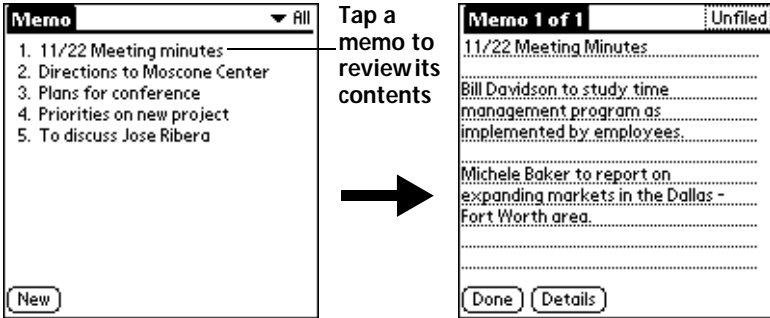 Memo
All
1. 11/22 Meeting minutes
2. Directions to Moscone Center
3. Plans for conference
4. Priorities on new project
5. To discuss Jose Ribera
New
Tap a
memo to
review its
contents
Memo 1 of 1
Unfiled
11/22 Meeting Minutes
Bill Davidson to study time
management program as
implemented by employees.
Michele Baker to report on
expanding markets in the Dallas -
Fort Worth area.
Done
Details